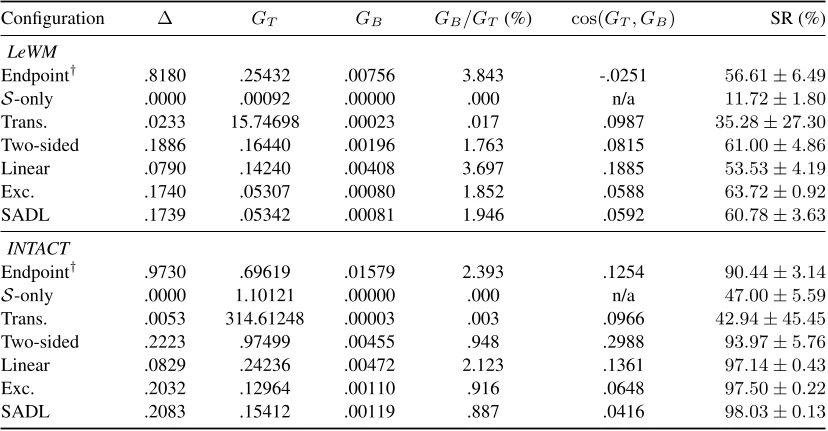 Configuration Δ G_T G_B G_B/G_T (%) cos(G_T, G_B) SR (%)
LeWM
Endpoint† .8180 .25432 .00756 3.843 -.0251 56.61 ± 6.49
S-only .0000 .00092 .00000 .000 n/a 11.72 ± 1.80
Trans. .0233 15.74698 .00023 .017 .0987 35.28 ± 27.30
Two-sided .1886 .16440 .00196 1.763 .0815 61.00 ± 4.86
Linear .0790 .14240 .00408 3.697 .1885 53.53 ± 4.19
Exc. .1740 .05307 .00080 1.852 .0588 63.72 ± 0.92
SADL .1739 .05342 .00081 1.946 .0592 60.78 ± 3.63
INTACT
Endpoint† .9730 .69619 .01579 2.393 .1254 90.44 ± 3.14
S-only .0000 1.10121 .00000 .000 n/a 47.00 ± 5.59
Trans. .0053 314.61248 .00003 .003 .0966 42.94 ± 45.45
Two-sided .2223 .97499 .00455 .948 .2988 93.97 ± 5.76
Linear .0829 .24236 .00472 2.123 .1361 97.14 ± 0.43
Exc. .2032 .12964 .00110 .916 .0648 97.50 ± 0.22
SADL .2083 .15412 .00119 .887 .0416 98.03 ± 0.13